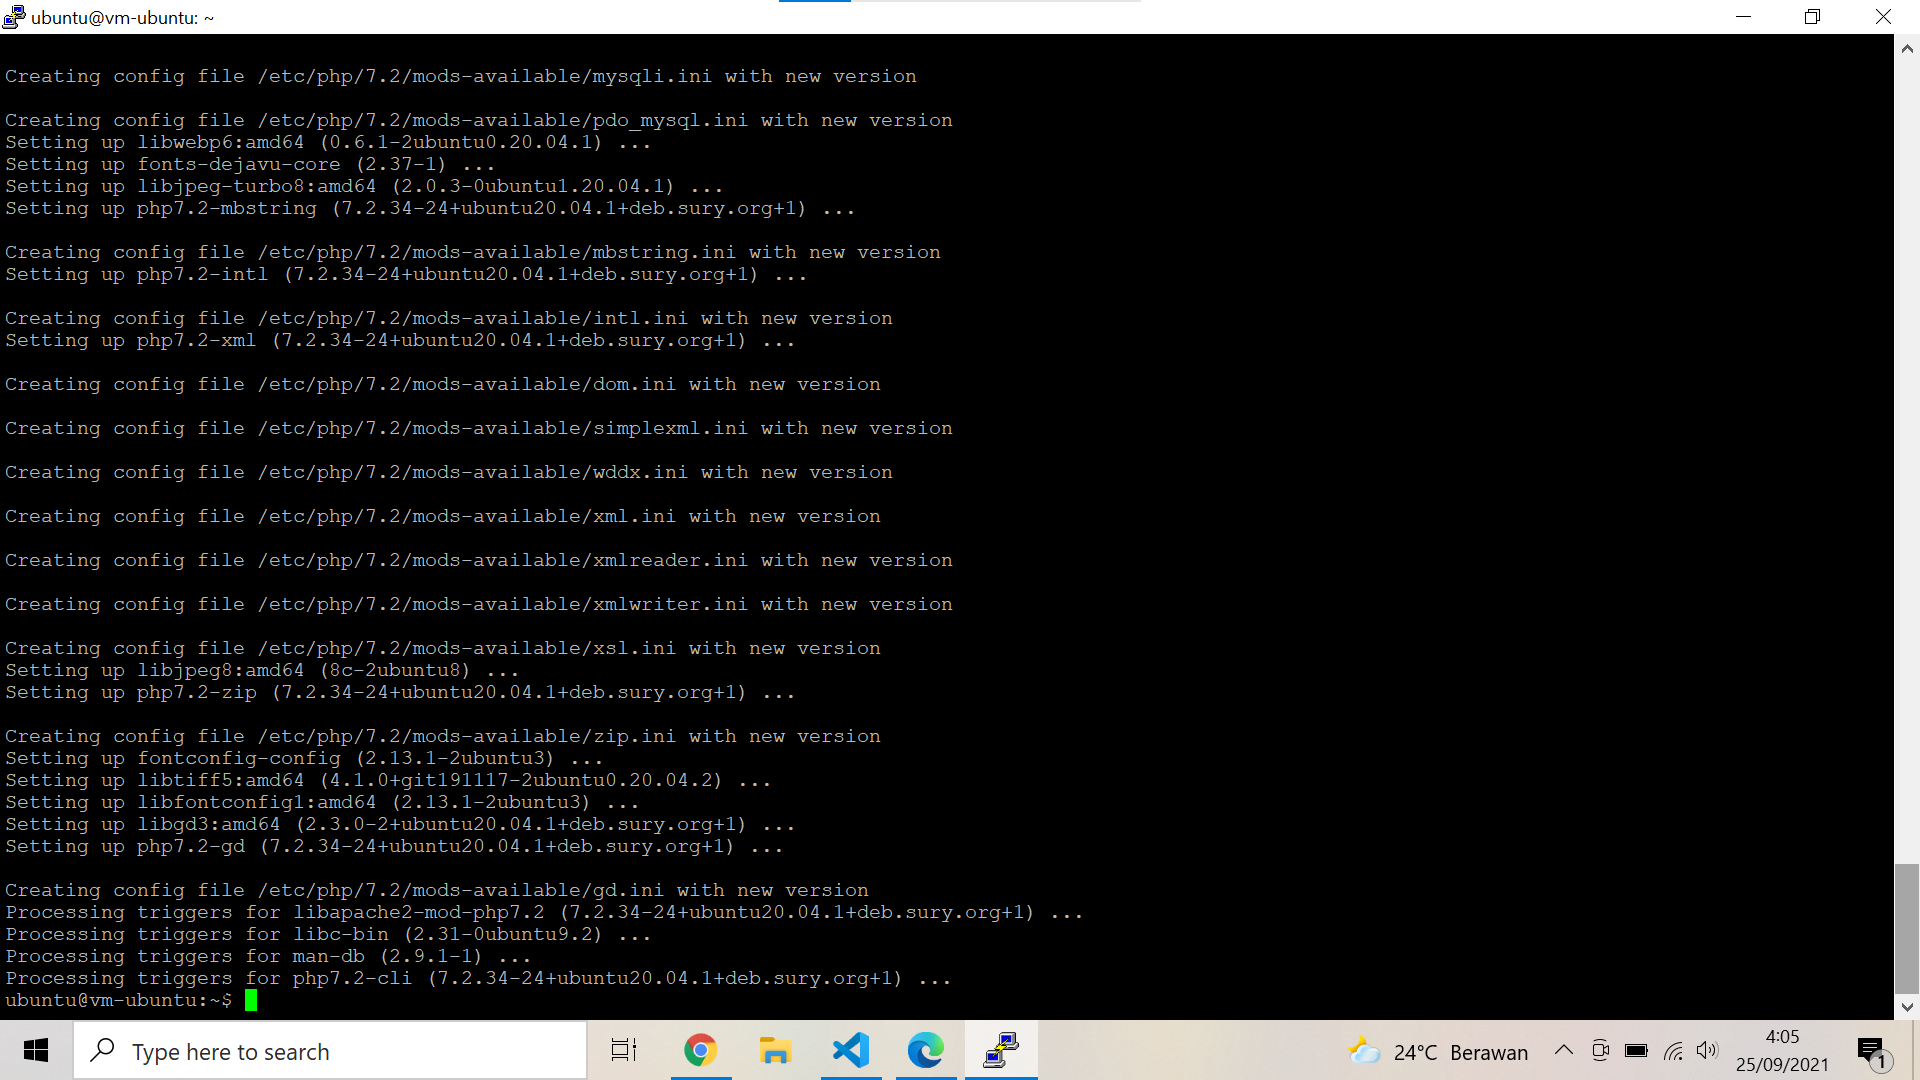 ubuntu@vm-ubuntu: ~
Creating config file /etc/php/7.2/mods-available/mysqli.ini with new version
Creating config file /etc/php/7.2/mods-available/pdo_mysql.ini with new version
Setting up libwebp6:amd64 (0.6.1-2ubuntu0.20.04.1) ...
Setting up fonts-dejavu-core (2.37-1) ...
Setting up libjpeg-turbo8:amd64 (2.0.3-0ubuntu1.20.04.1) ...
Setting up php7.2-mbstring (7.2.34-24+ubuntu20.04.1+deb.sury.org+1) ...
Creating config file /etc/php/7.2/mods-available/mbstring.ini with new version
Setting up php7.2-intl (7.2.34-24+ubuntu20.04.1+deb.sury.org+1) ...
Creating config file /etc/php/7.2/mods-available/intl.ini with new version
Setting up php7.2-xml (7.2.34-24+ubuntu20.04.1+deb.sury.org+1) ...
Creating config file /etc/php/7.2/mods-available/dom.ini with new version
Creating config file /etc/php/7.2/mods-available/simplexml.ini with new version
Creating config file /etc/php/7.2/mods-available/wddx.ini with new version
Creating config file /etc/php/7.2/mods-available/xml.ini with new version
Creating config file /etc/php/7.2/mods-available/xmlreader.ini with new version
Creating config file /etc/php/7.2/mods-available/xmlwriter.ini with new version
Creating config file /etc/php/7.2/mods-available/xsl.ini with new version
Setting up libjpeg8:amd64 (8c-2ubuntu8) ...
Setting up php7.2-zip (7.2.34-24+ubuntu20.04.1+deb.sury.org+1) ...
Creating config file /etc/php/7.2/mods-available/zip.ini with new version
Setting up fontconfig-config (2.13.1-2ubuntu3) ...
Setting up libtiff5:amd64 (4.1.0+git191117-2ubuntu0.20.04.2) ...
Setting up libfontconfig1:amd64 (2.13.1-2ubuntu3) ...
Setting up libgd3:amd64 (2.3.0-2+ubuntu20.04.1+deb.sury.org+1) ...
Setting up php7.2-gd (7.2.34-24+ubuntu20.04.1+deb.sury.org+1) ...
Creating config file /etc/php/7.2/mods-available/gd.ini with new version
Processing triggers for libapache2-mod-php7.2 (7.2.34-24+ubuntu20.04.1+deb.sury.org+1) ...
Processing triggers for libc-bin (2.31-0ubuntu9.2) ...
Processing triggers for man-db (2.9.1-1) ...
Processing triggers for php7.2-cli (7.2.34-24+ubuntu20.04.1+deb.sury.org+1) ...
ubuntu@vm-ubuntu:~$
Type here to search
24°C Berawan
4:05
25/09/2021
1